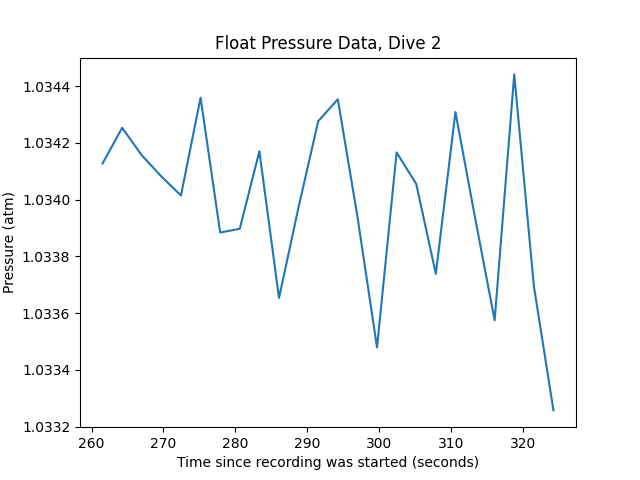 Float Pressure Data, Dive 2
Pressure (atm)
1.0344
1.0342
1.0340
1.0338
1.0336
1.0334
1.0332
260 270 280 290 300 310 320
Time since recording was started (seconds)